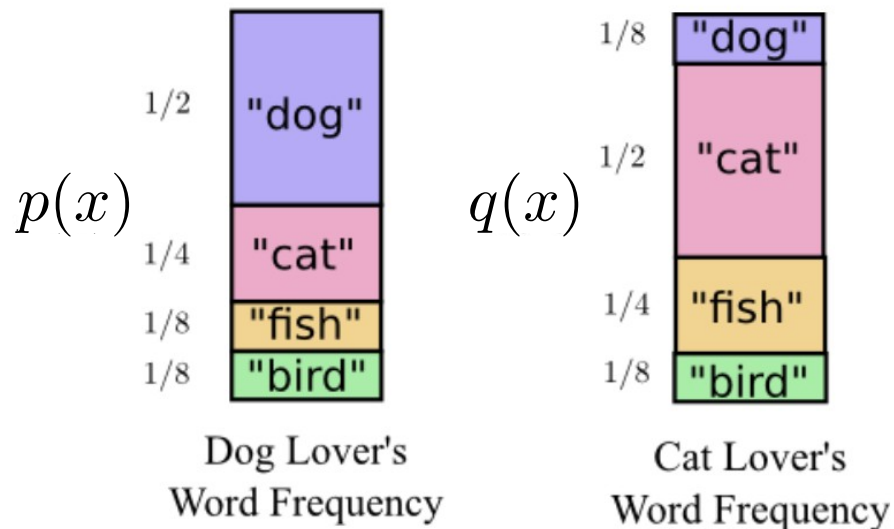 p(x)
1/2
"dog"
1/4
"cat"
1/8
"fish"
1/8
"bird"
Dog Lover's
Word Frequency
q(x)
1/8
"dog"
1/2
"cat"
1/4
"fish"
1/8
"bird"
Cat Lover's
Word Frequency